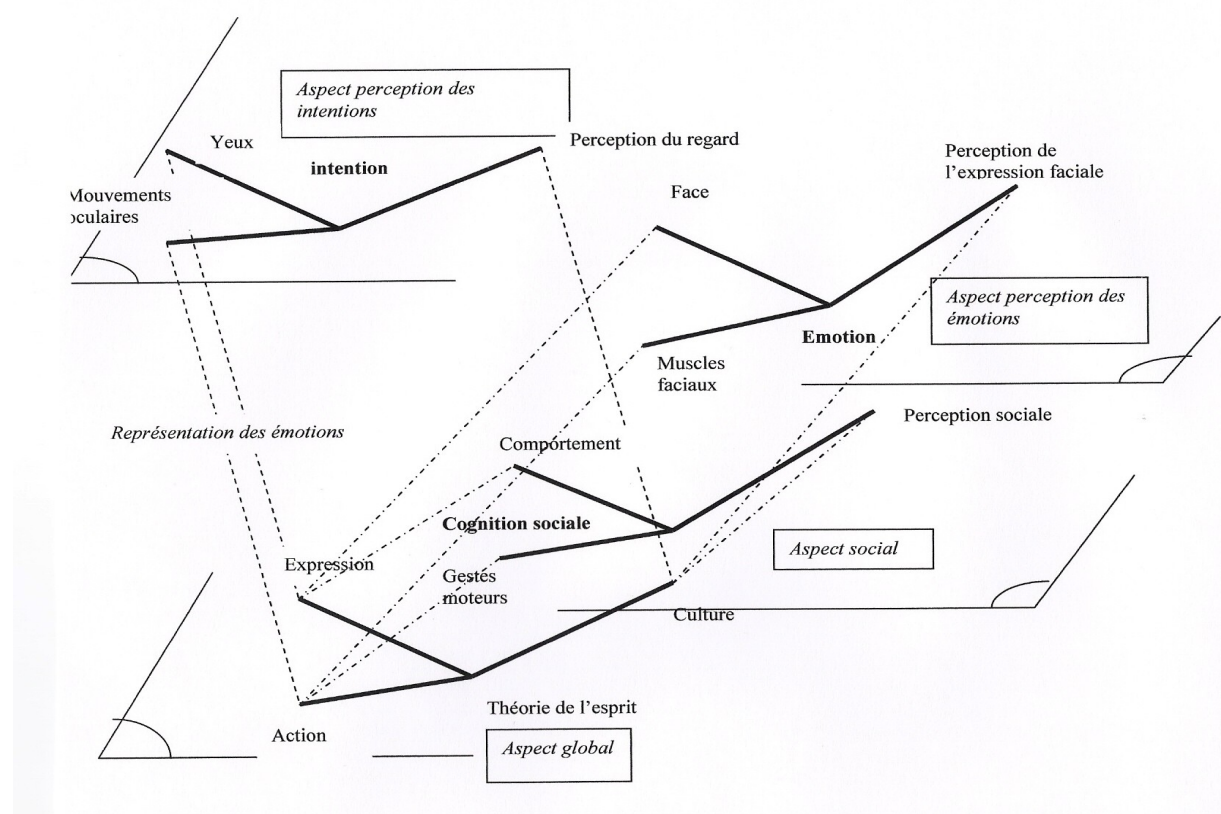 Aspect perception des
intentions
Yeux
intention
Perception du regard
Mouvements
oculaires
Perception de
l'expression faciale
Face
Aspect perception des
émotions
Emotion
Muscles
faciaux
Perception sociale
Représentation des émotions
Comportement
Cognition sociale
Aspect social
Expression
Gestes
moteurs
Culture
Théorie de l'esprit
Action
Aspect global